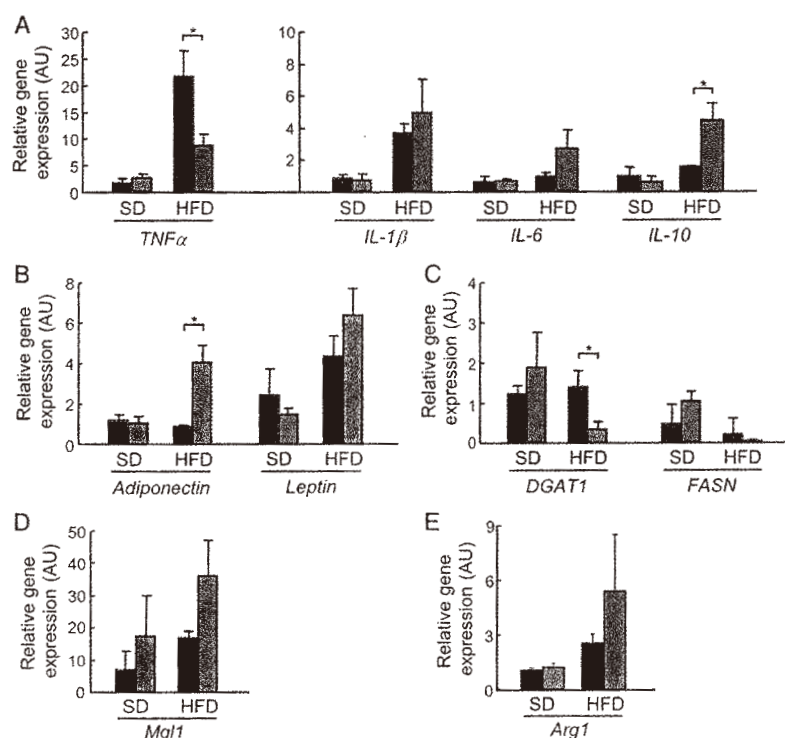 A
Relative gene
expression (AU)
30
25
20
15
10
5
0
*
SD
HFD
TNFα
10
8
6
4
2
*
SD
HFD
SD
HFD
SD
HFD
IL-1β
IL-6
IL-10
B
Relative gene
expression (AU)
8
6
4
2
0
*
SD
HFD
SD
HFD
Adiponectin
Leptin
C
Relative gene
expression (AU)
4
3
2
1
0
*
SD
HFD
SD
HFD
DGAT1
FASN
D
Relative gene
expression (AU)
50
40
30
20
10
0
SD
HFD
Mgl1
E
Relative gene
expression (AU)
9
6
3
0
SD
HFD
Arg1